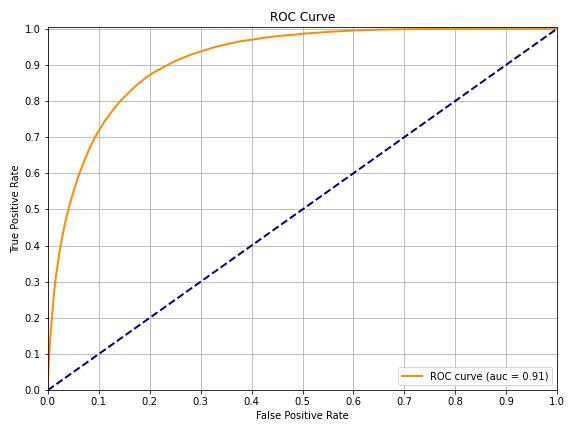 ROC Curve
True Positive Rate
1.0
0.9
0.8
0.7
0.6
0.5
0.4
0.3
0.2
0.1
0.0
ROC curve (auc = 0.91)
0.0 0.1 0.2 0.3 0.4 0.5 0.6 0.7 0.8 0.9 1.0
False Positive Rate